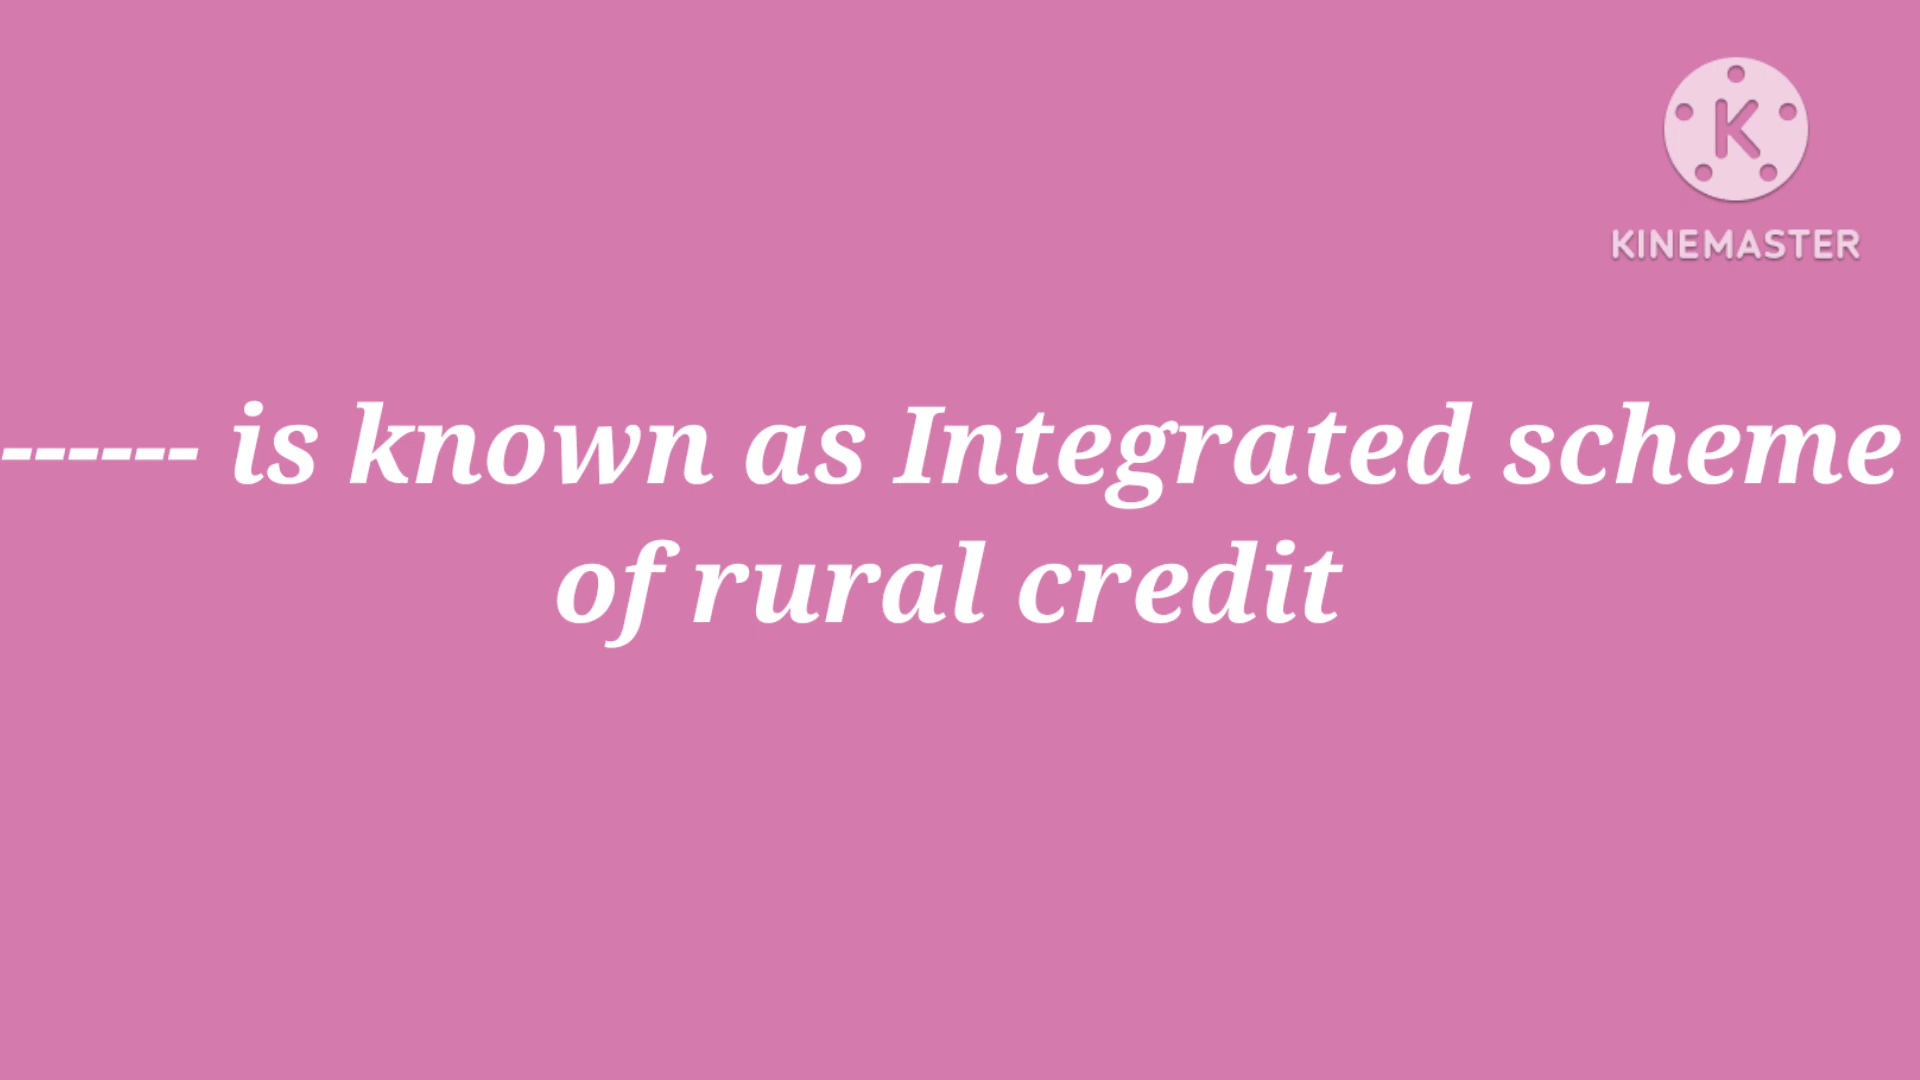 K
KINEMASTER
------ is known as Integrated scheme
of rural credit